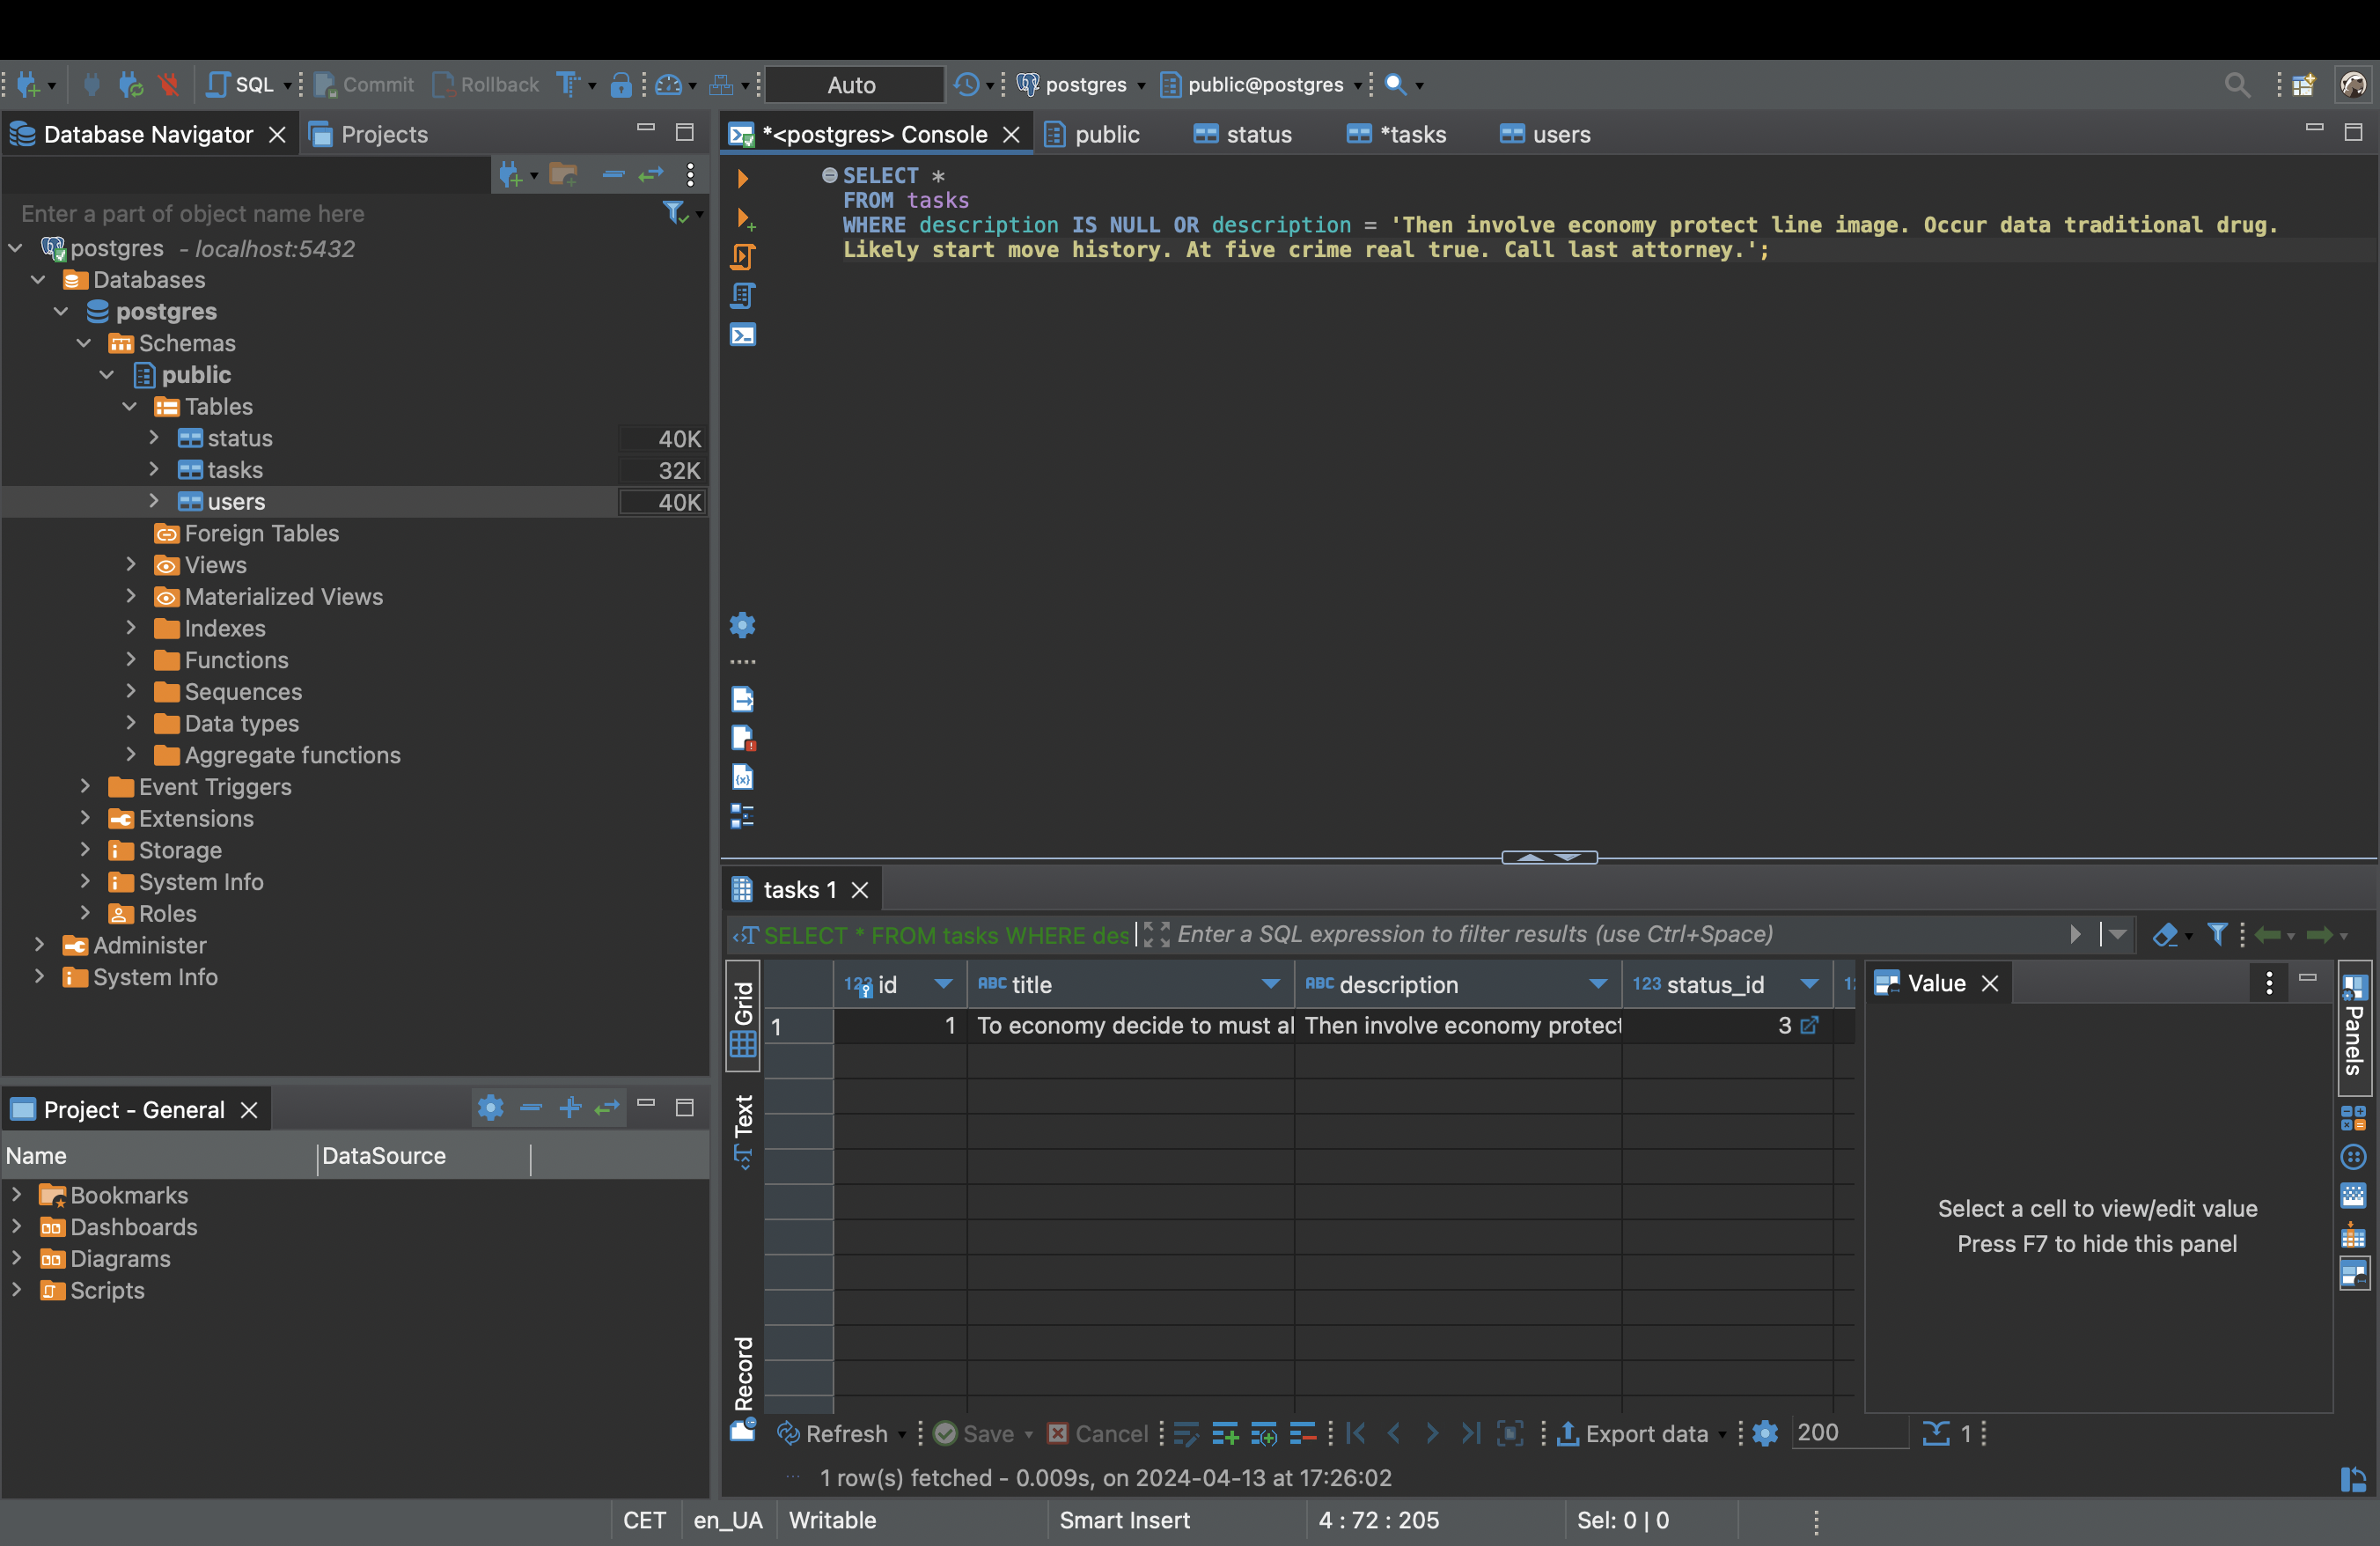 SQL Commit Rollback Auto postgres public@postgres
Database Navigator Projects
Enter a part of object name here
postgres - localhost:5432
Databases
postgres
Schemas
public
Tables
status 40K
tasks 32K
users 40K
Foreign Tables
Views
Materialized Views
Indexes
Functions
Sequences
Data types
Aggregate functions
Event Triggers
Extensions
Storage
System Info
Roles
Administer
System Info
Project - General
Name DataSource
Bookmarks
Dashboards
Diagrams
Scripts
*<postgres> Console public status *tasks users
SELECT *
FROM tasks
WHERE description IS NULL OR description = 'Then involve economy protect line image. Occur data traditional drug.
Likely start move history. At five crime real true. Call last attorney.';
tasks 1
SELECT * FROM tasks WHERE des Enter a SQL expression to filter results (use Ctrl+Space)
Grid
Text
Record
123 id ABC title ABC description 123 status_id
1 1 To economy decide to must al Then involve economy protect 3
Value
Select a cell to view/edit value
Press F7 to hide this panel
Panels
Refresh Save Cancel Export data 200 1
1 row(s) fetched - 0.009s, on 2024-04-13 at 17:26:02
CET en_UA Writable Smart Insert 4 : 72 : 205 Sel: 0 | 0